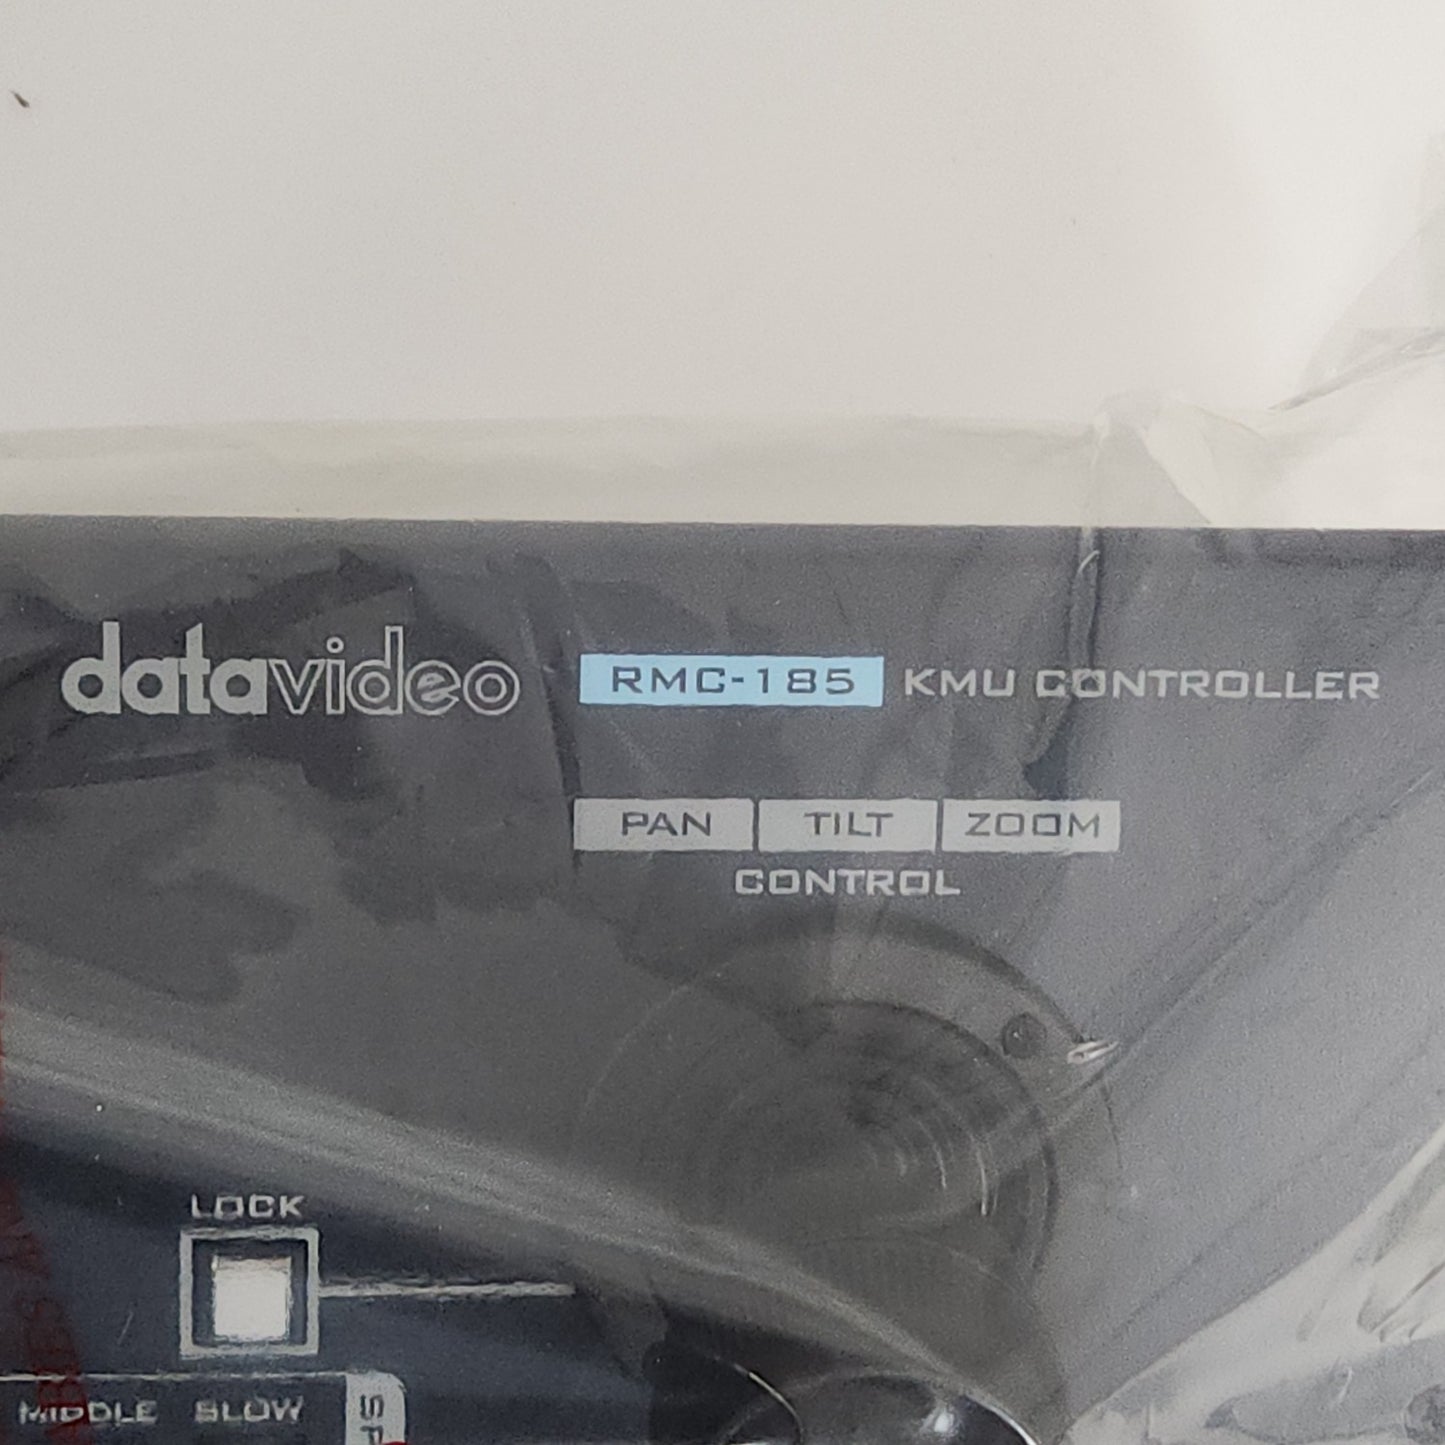 datavideo RMC-185 KMU CONTROLLER
PAN TILT ZOOM
CONTROL
LOCK
MIDDLE SLOW